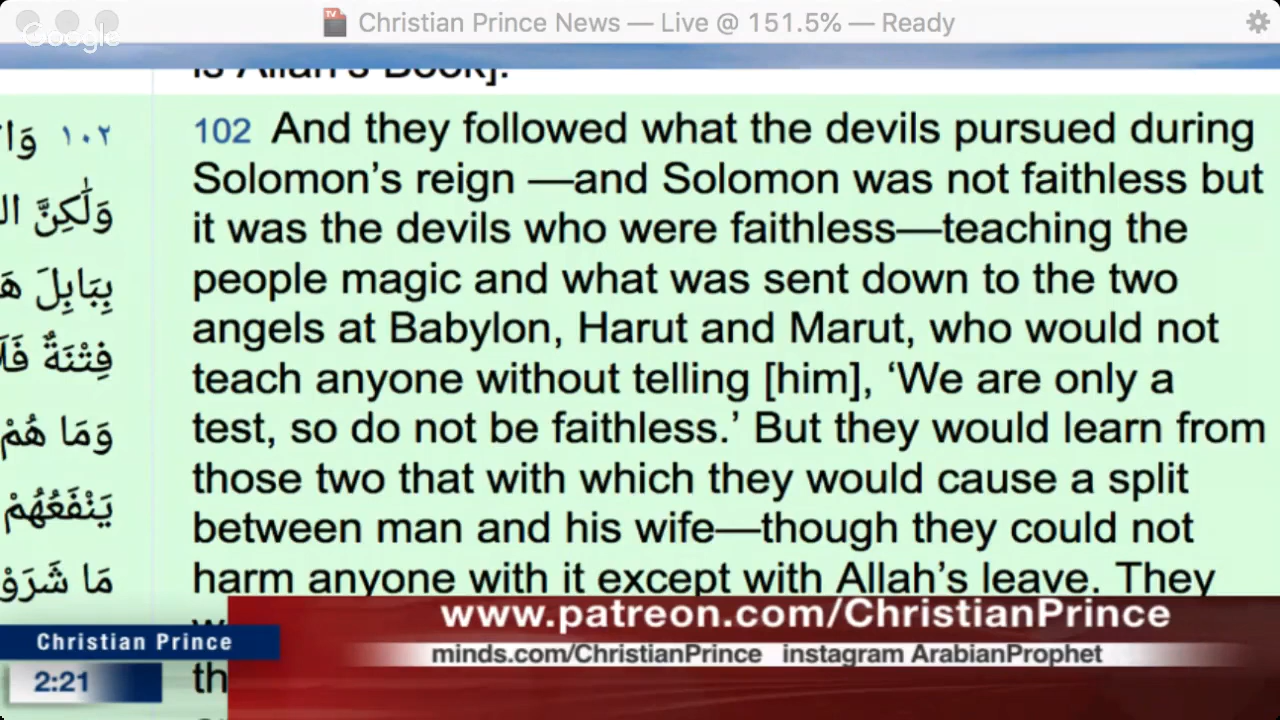 Christian Prince News — Live @ 151.5% — Ready
Google
is Allah's Book].
102 And they followed what the devils pursued during
Solomon’s reign —and Solomon was not faithless but
it was the devils who were faithless—teaching the
people magic and what was sent down to the two
angels at Babylon, Harut and Marut, who would not
teach anyone without telling [him], ‘We are only a
test, so do not be faithless.’ But they would learn from
those two that with which they would cause a split
between man and his wife—though they could not
harm anyone with it except with Allah’s leave. They
th
١٠٢
وَلَٰكِنَّ
بِبَابِلَ
فِتْنَةٌ
وَمَا هُمْ
يَنْفَعُهُمْ
مَا شَرَوْ
www.patreon.com/ChristianPrince
minds.com/ChristianPrince instagram ArabianProphet
Christian Prince
2:21